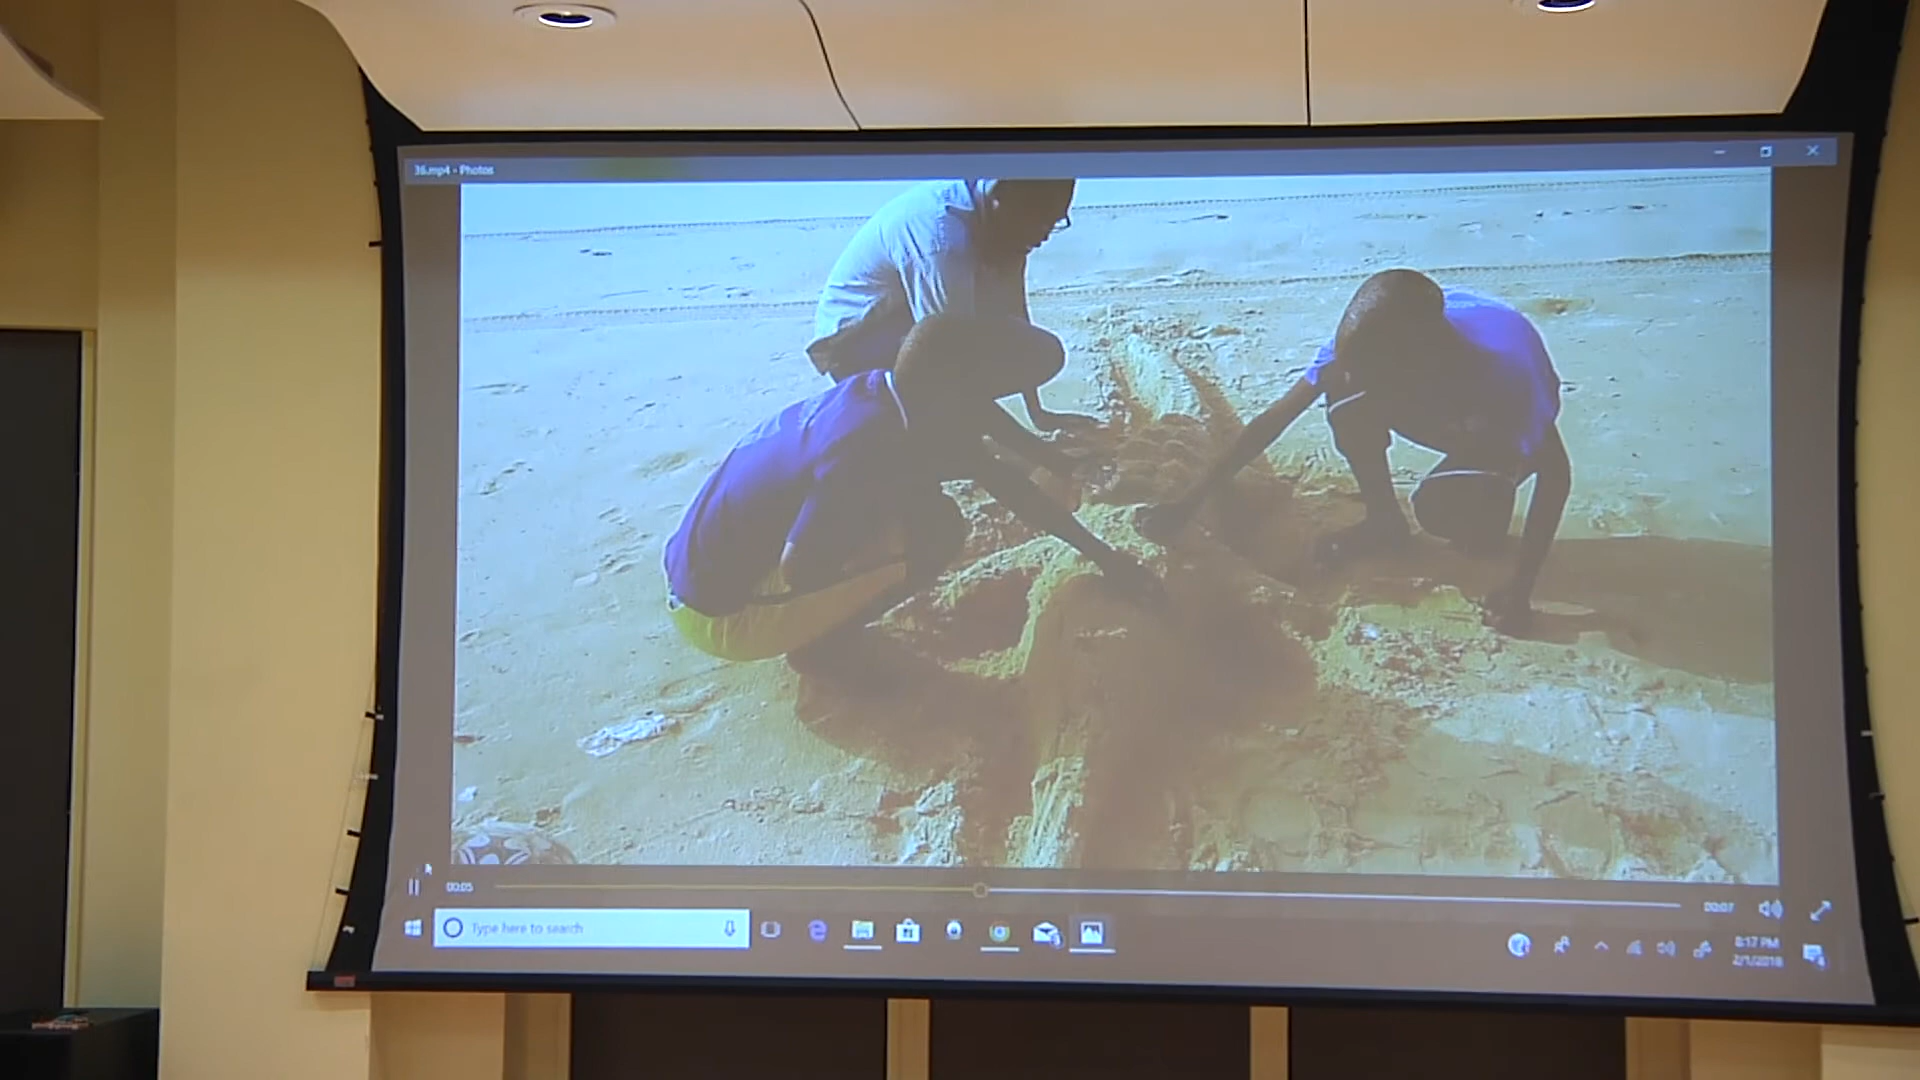 36.mp4 - Photos
00:05
00:07
Type here to search
8:17 PM
2/1/2018